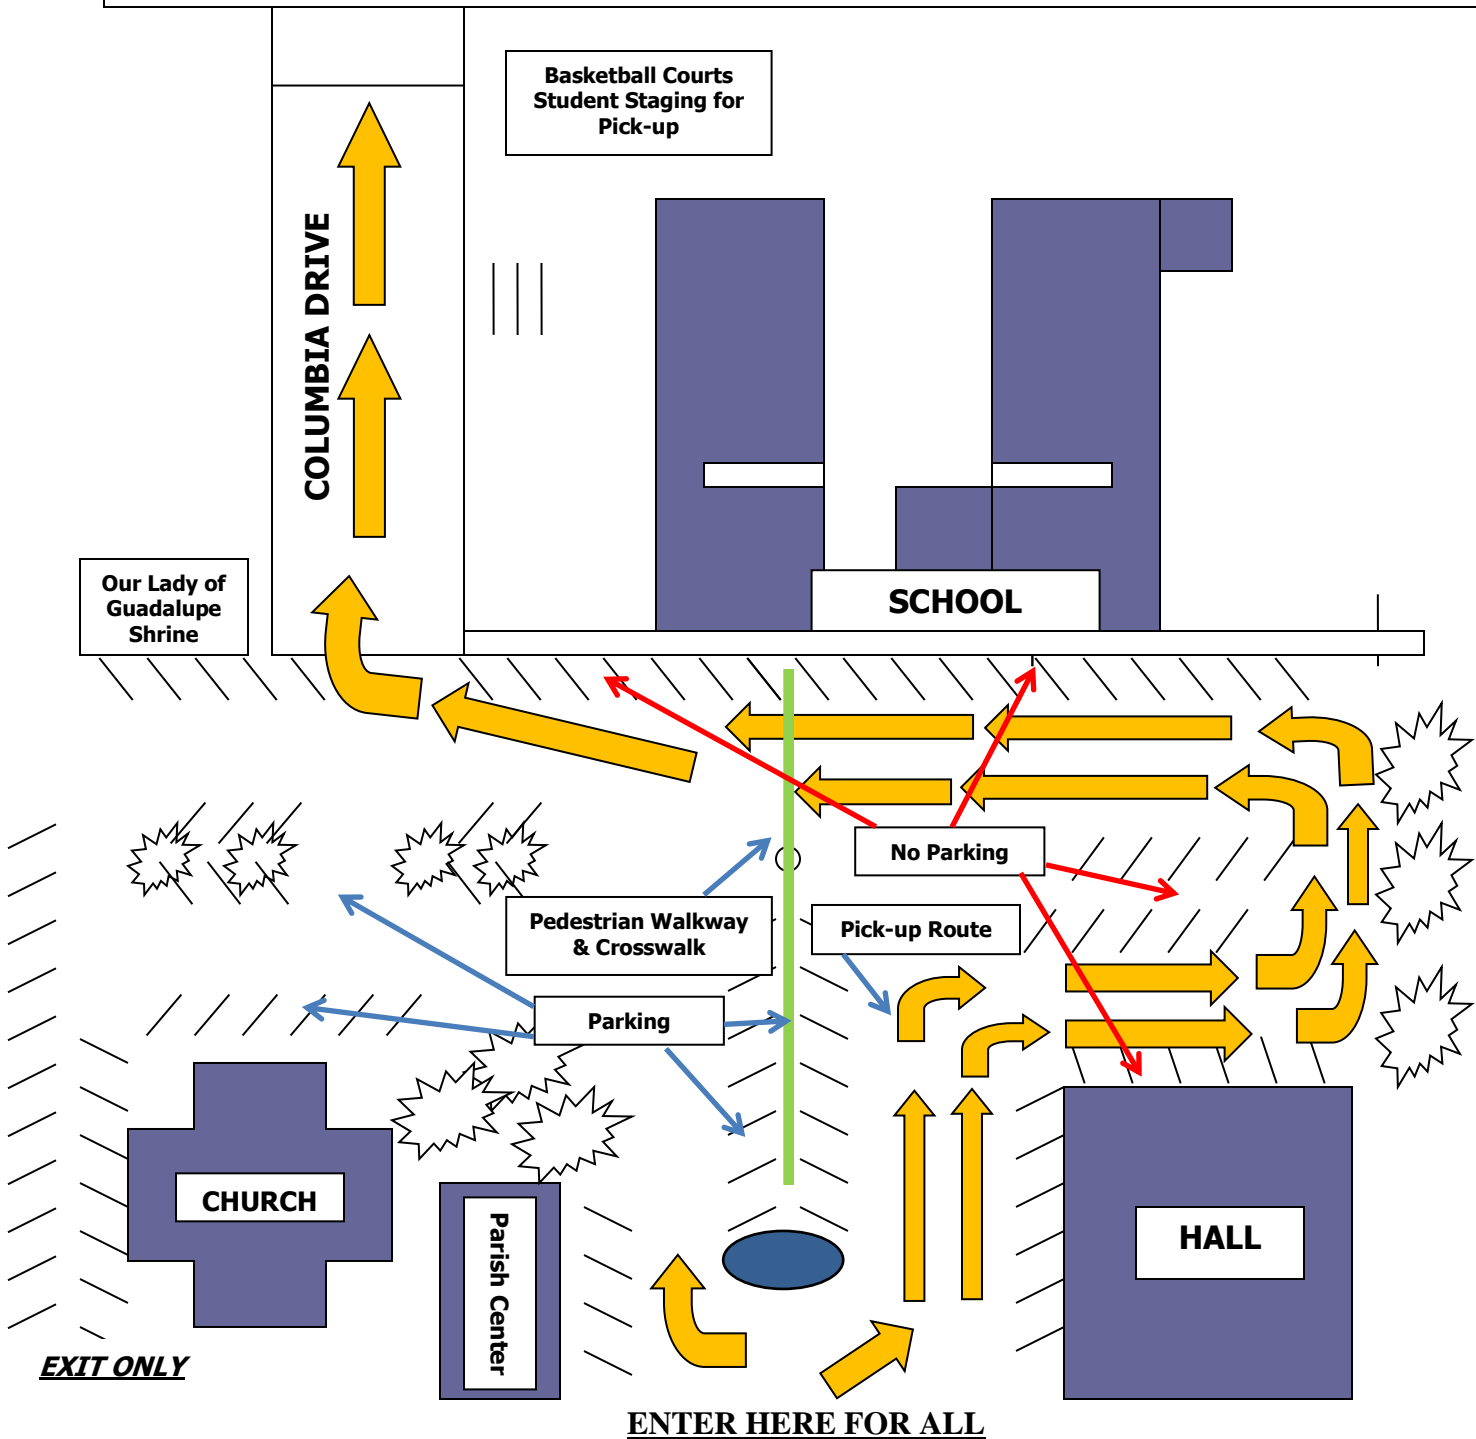 Basketball Courts
Student Staging for
Pick-up
COLUMBIA DRIVE
Our Lady of
Guadalupe
Shrine
SCHOOL
No Parking
Pedestrian Walkway
& Crosswalk
Pick-up Route
Parking
CHURCH
Parish Center
HALL
EXIT ONLY
ENTER HERE FOR ALL